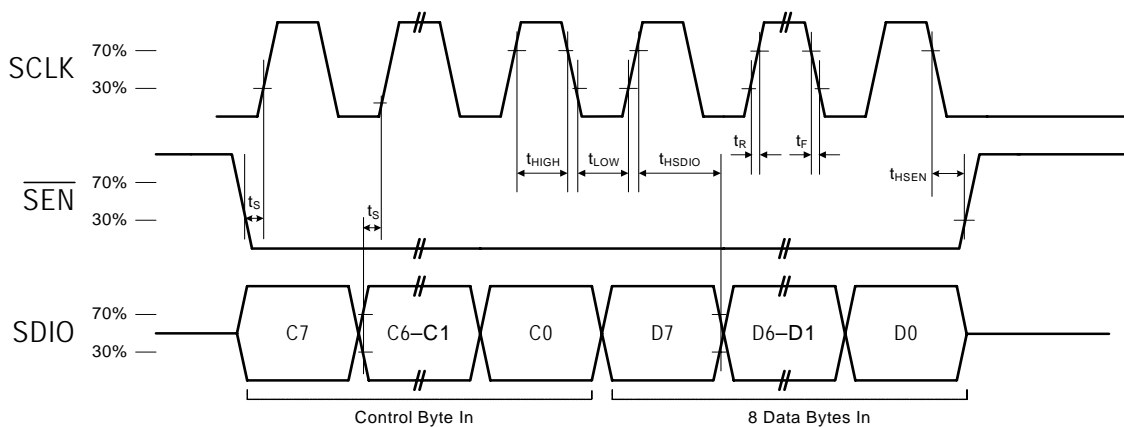 SCLK
70%
30%
tHIGH
tLOW
tHSDIO
tR
tF
tHSEN
SEN
70%
30%
tS
tS
SDIO
70%
30%
C7
C6–C1
C0
D7
D6–D1
D0
Control Byte In
8 Data Bytes In